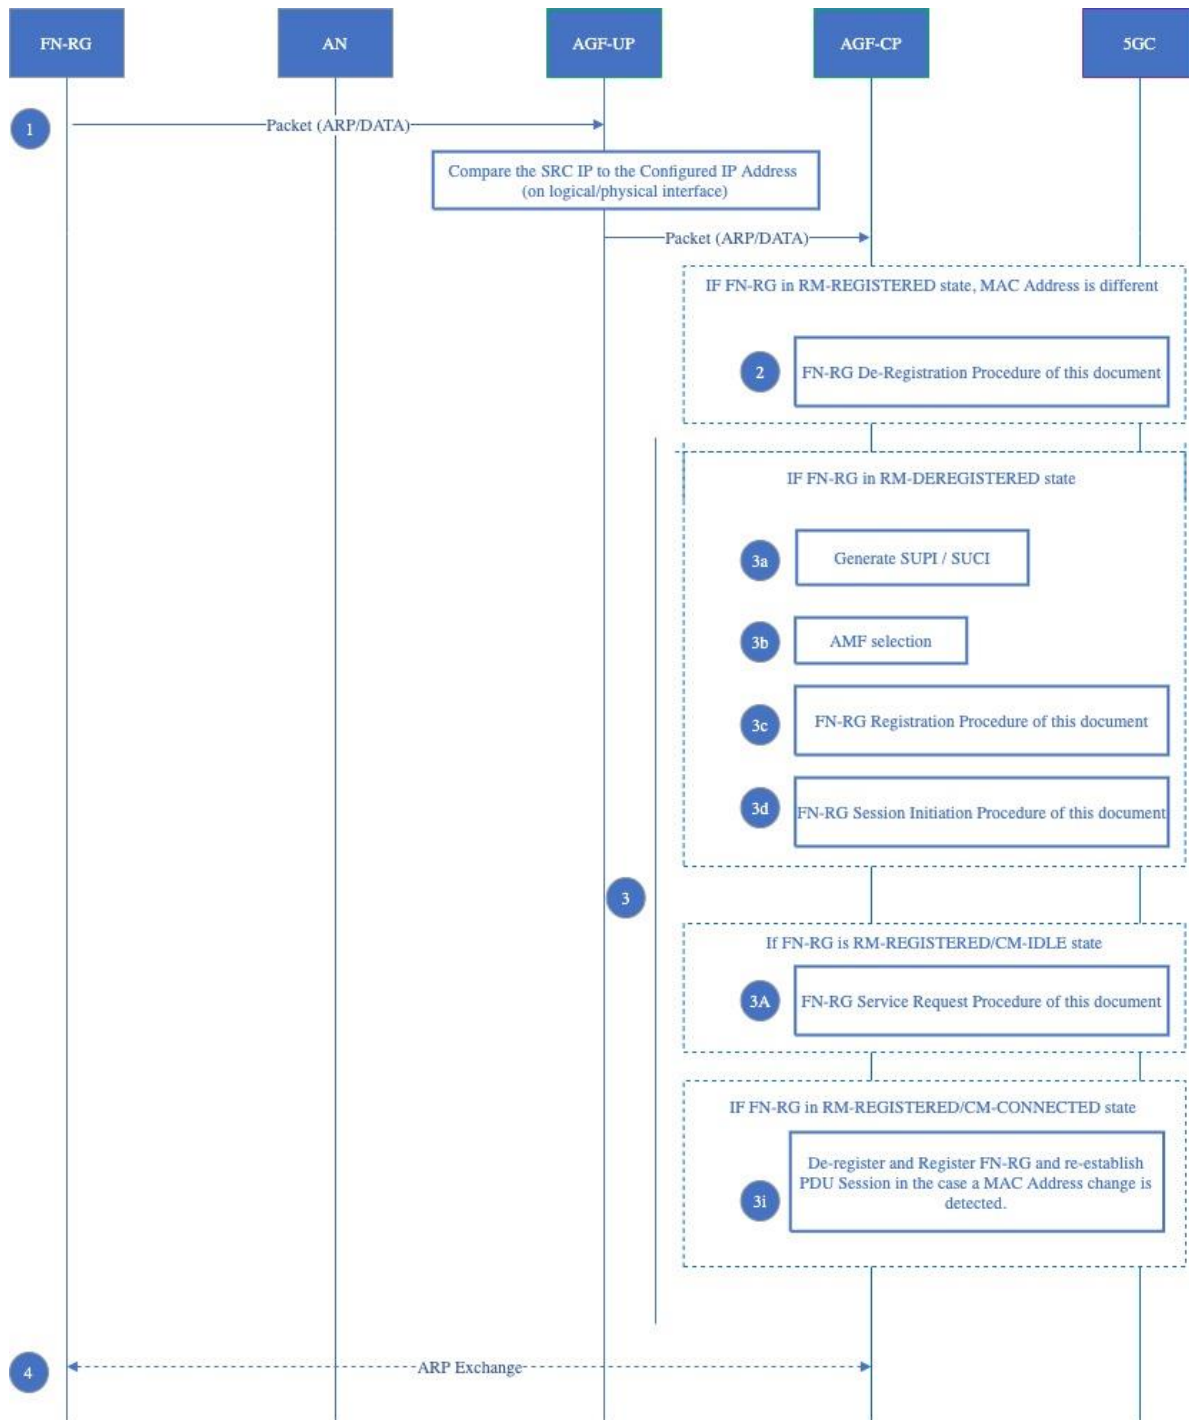 FN-RG
AN
AGF-UP
AGF-CP
5GC
1
Packet (ARP/DATA)
Compare the SRC IP to the Configured IP Address
(on logical/physical interface)
Packet (ARP/DATA)
IF FN-RG in RM-REGISTERED state, MAC Address is different
2
FN-RG De-Registration Procedure of this document
IF FN-RG in RM-DEREGISTERED state
3a
Generate SUPI / SUCI
3b
AMF selection
3c
FN-RG Registration Procedure of this document
3d
FN-RG Session Initiation Procedure of this document
3
If FN-RG is RM-REGISTERED/CM-IDLE state
3A
FN-RG Service Request Procedure of this document
IF FN-RG in RM-REGISTERED/CM-CONNECTED state
3i
De-register and Register FN-RG and re-establish
PDU Session in the case a MAC Address change is
detected.
4
ARP Exchange